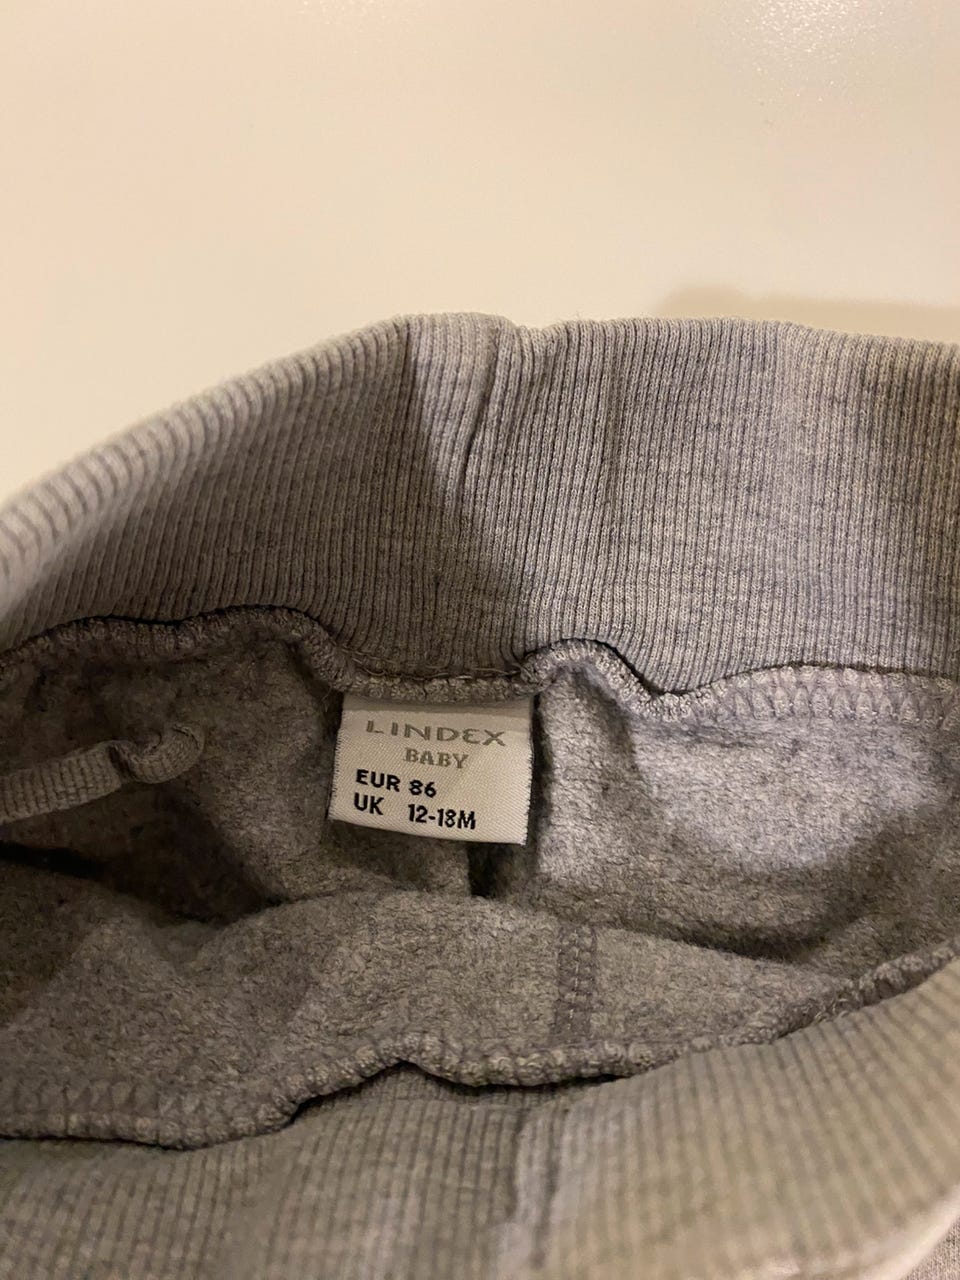 LINDEX
BABY
EUR 86
UK 12-18M